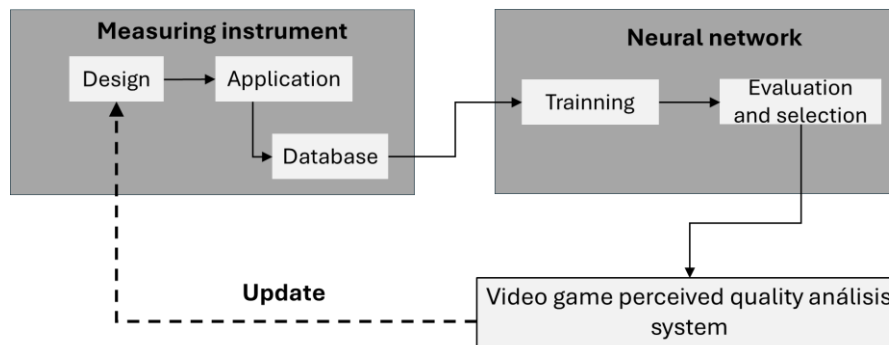 Measuring instrument
Design
Application
Database
Neural network
Trainning
Evaluation
and selection
Update
Video game perceived quality análisis
system